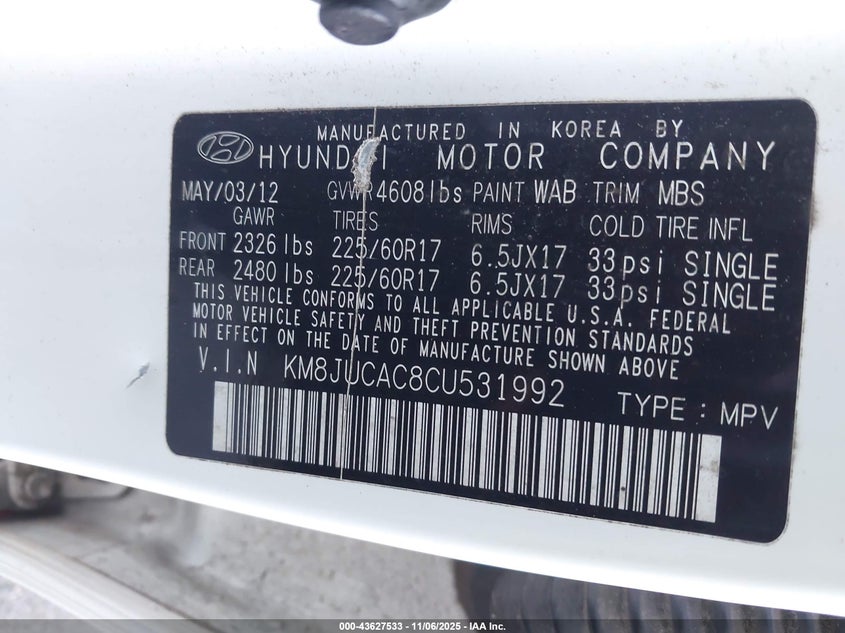 MANUFACTURED IN KOREA BY
HYUNDAI MOTOR COMPANY
MAY/03/12 GVWR 4608 lbs PAINT WAB TRIM MBS
GAWR TIRES RIMS COLD TIRE INFL
FRONT 2326 lbs 225/60R17 6.5JX17 33psi SINGLE
REAR 2480 lbs 225/60R17 6.5JX17 33psi SINGLE
THIS VEHICLE CONFORMS TO ALL APPLICABLE U.S.A. FEDERAL
MOTOR VEHICLE SAFETY AND THEFT PREVENTION STANDARDS
IN EFFECT ON THE DATE OF MANUFACTURE SHOWN ABOVE
V.I.N KM8JUCAC8CU531992 TYPE : MPV
000-43627533 - 11/06/2025 - IAA Inc.